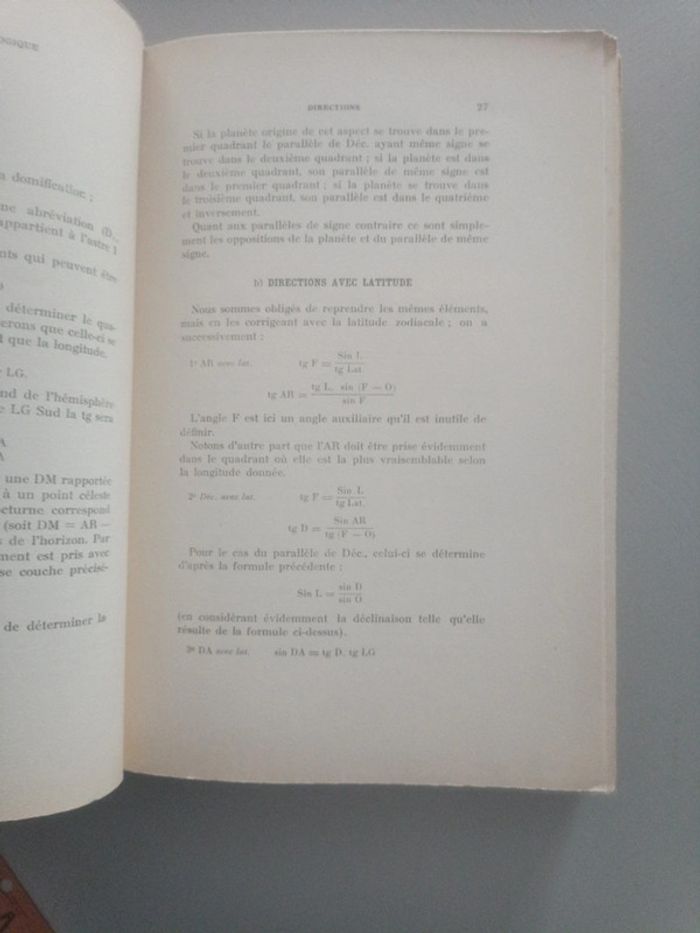 OGIQUE
a domification ;
ne abréviation (D.
appartient à l'astre I
nts qui peuvent être
déterminer le qua-
erons que celle-ci se
que la longitude.
LG.
nd de l'hémisphère
e LG Sud la tg sera
A
A
une DM rapportée
à un point céleste
octurne correspond
(soit DM = AR —
s de l'horizon. Par
ment est pris avec
se couche précisé-
de déterminer la
DIRECTIONS 27
Si la planète origine de cet aspect se trouve dans le pre-
mier quadrant le parallèle de Déc. ayant même signe se
trouve dans le deuxième quadrant ; si la planète est dans
le deuxième quadrant, son parallèle de même signe est
dans le premier quadrant ; si la planète se trouve dans
le troisième quadrant, son parallèle est dans le quatrième
et inversement.
Quant aux parallèles de signe contraire ce sont simple-
ment les oppositions de la planète et du parallèle de même
signe.
b) DIRECTIONS AVEC LATITUDE
Nous sommes obligés de reprendre les mêmes éléments,
mais en les corrigeant avec la latitude zodiacale ; on a
successivement :
1º AR avec lat. tg F = Sin L / tg Lat.
tg AR = tg L. sin (F — O) / sin F
L'angle F est ici un angle auxiliaire qu'il est inutile de
définir.
Notons d'autre part que l'AR doit être prise évidemment
dans le quadrant où elle est la plus vraisemblable selon
la longitude donnée.
2º Déc. avec lat. tg F = Sin L / tg Lat.
tg D = Sin AR / tg (F — O)
Pour le cas du parallèle de Déc., celui-ci se détermine
d'après la formule précédente :
Sin L = sin D / sin O
(en considérant évidemment la déclinaison telle qu'elle
résulte de la formule ci-dessus).
3º DA avec lat. sin DA = tg D. tg LG